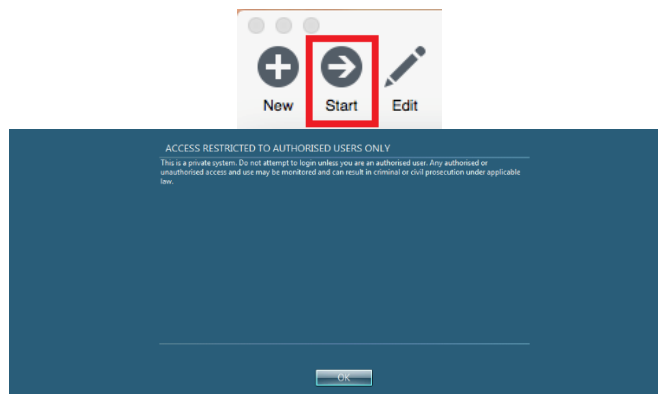 New Start Edit
ACCESS RESTRICTED TO AUTHORISED USERS ONLY
This is a private system. Do not attempt to login unless you are an authorised user. Any authorised or
unauthorised access and use may be monitored and can result in criminal or civil prosecution under applicable
law.
OK